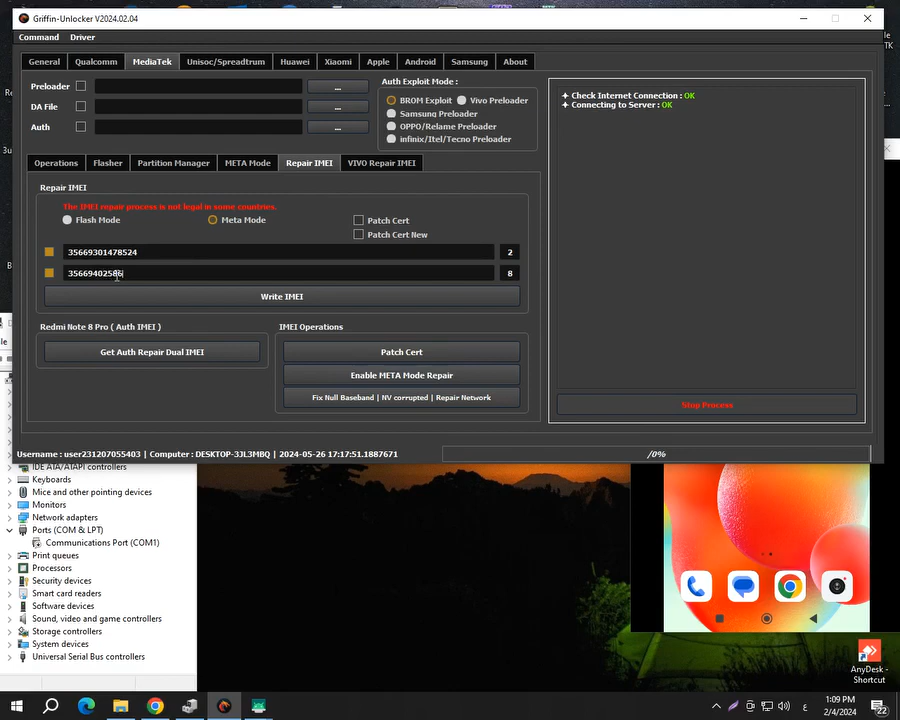 Griffin-Unlocker V2024.02.04
Command Driver
General Qualcomm MediaTek Unisoc/Spreadtrum Huawei Xiaomi Apple Android Samsung About
Preloader ...
DA File ...
Auth ...
Auth Exploit Mode :
BROM Exploit Vivo Preloader
Samsung Preloader
OPPO/Relame Preloader
infinix/Itel/Tecno Preloader
Operations Flasher Partition Manager META Mode Repair IMEI VIVO Repair IMEI
Repair IMEI
The IMEI repair process is not legal in some countries.
Flash Mode Meta Mode Patch Cert
Patch Cert New
35669301478524 2
35669402586 8
Write IMEI
Redmi Note 8 Pro ( Auth IMEI )
Get Auth Repair Dual IMEI
IMEI Operations
Patch Cert
Enable META Mode Repair
Fix Null Baseband | NV corrupted | Repair Network
Check Internet Connection : OK
Connecting to Server : OK
Stop Process
Username : user231207055403 | Computer : DESKTOP-3JL3MBQ | 2024-05-26 17:17:51.1887671
/0%
IDE ATA/ATAPI controllers
Keyboards
Mice and other pointing devices
Monitors
Network adapters
Ports (COM & LPT)
Communications Port (COM1)
Print queues
Processors
Security devices
Smart card readers
Software devices
Sound, video and game controllers
Storage controllers
System devices
Universal Serial Bus controllers
AnyDesk - Shortcut
ع
1:09 PM
2/4/2024
22